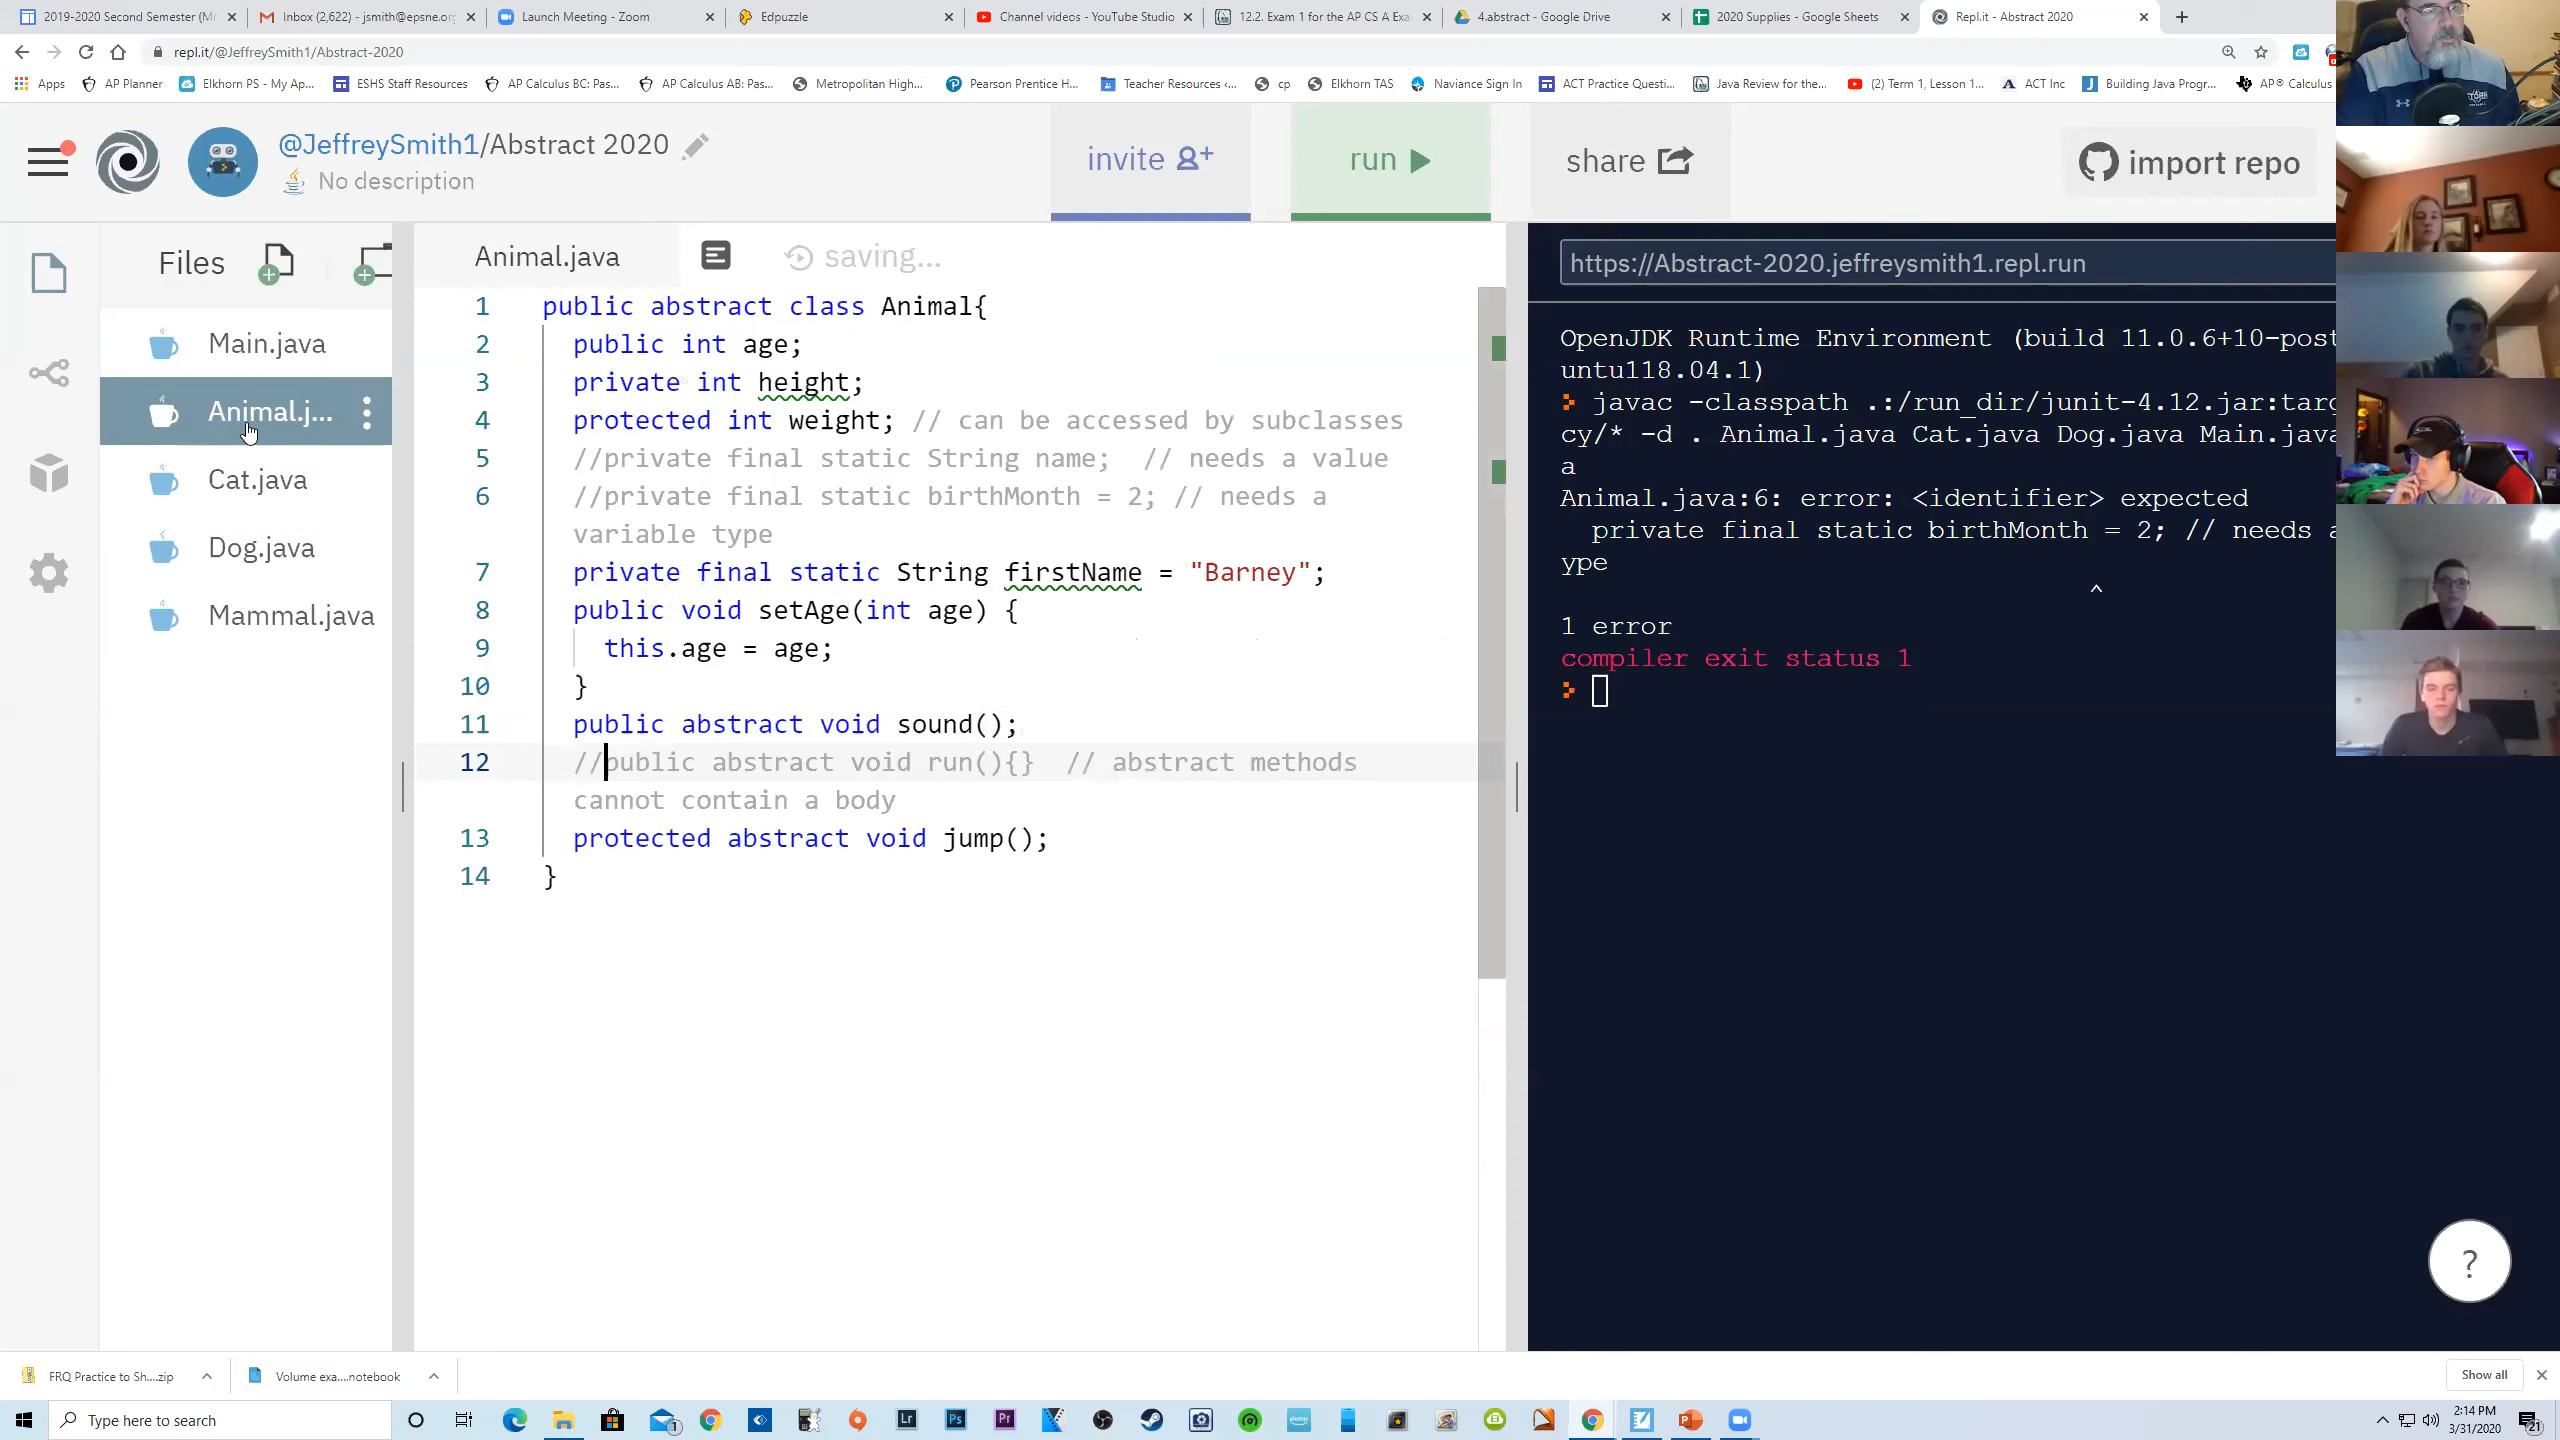 2019-2020 Second Semester (Mr
Inbox (2,622) - jsmith@epsne.or
Launch Meeting - Zoom
Edpuzzle
Channel videos - YouTube Studio
12.2. Exam 1 for the AP CS A Exa
4.abstract - Google Drive
2020 Supplies - Google Sheets
Repl.it - Abstract 2020
repl.it/@JeffreySmith1/Abstract-2020
Apps
AP Planner
Elkhorn PS - My Ap...
ESHS Staff Resources
AP Calculus BC: Pas...
AP Calculus AB: Pas...
Metropolitan High...
Pearson Prentice H...
Teacher Resources ‹...
cp
Elkhorn TAS
Naviance Sign In
ACT Practice Questi...
Java Review for the...
(2) Term 1, Lesson 1...
ACT Inc
Building Java Progr...
AP® Calculus
@JeffreySmith1/Abstract 2020
No description
invite
run
share
import repo
Files
Main.java
Animal.j...
Cat.java
Dog.java
Mammal.java
Animal.java
saving...
1 public abstract class Animal{
2 public int age;
3 private int height;
4 protected int weight; // can be accessed by subclasses
5 //private final static String name;  // needs a value
6 //private final static birthMonth = 2; // needs a
variable type
7 private final static String firstName = "Barney";
8 public void setAge(int age) {
9 this.age = age;
10 }
11 public abstract void sound();
12 //public abstract void run(){}  // abstract methods
cannot contain a body
13 protected abstract void jump();
14 }
https://Abstract-2020.jeffreysmith1.repl.run
OpenJDK Runtime Environment (build 11.0.6+10-post
untu118.04.1)
javac -classpath .:/run_dir/junit-4.12.jar:targ
cy/* -d . Animal.java Cat.java Dog.java Main.java
a
Animal.java:6: error: <identifier> expected
private final static birthMonth = 2; // needs a
ype
^
1 error
compiler exit status 1
?
FRQ Practice to Sh....zip
Volume exa....notebook
Show all
Type here to search
2:14 PM
3/31/2020
21